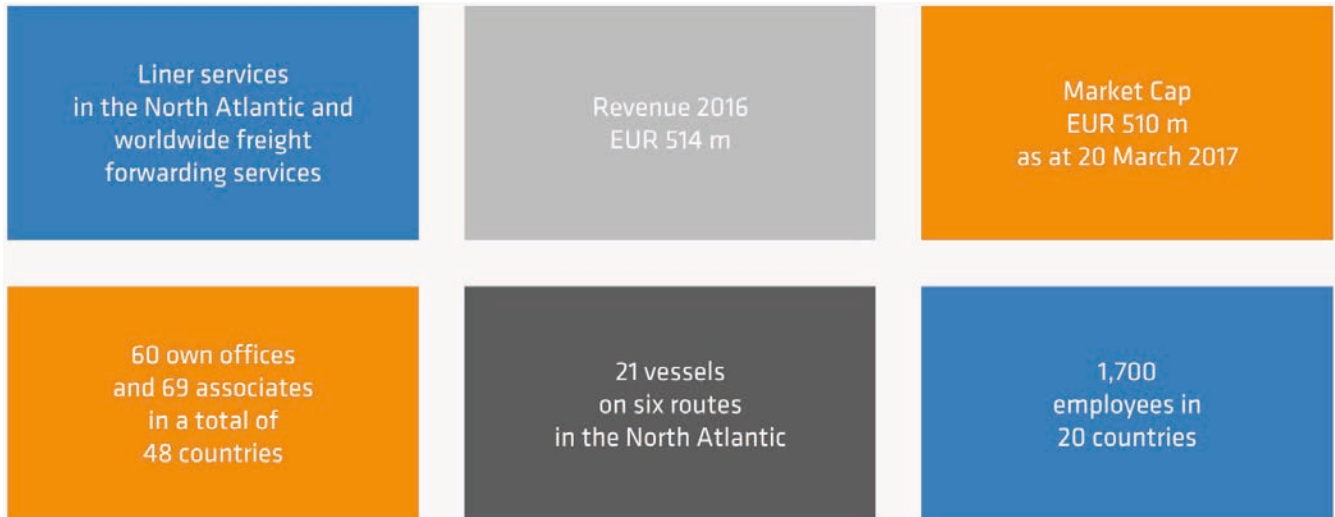 Liner services
in the North Atlantic and
worldwide freight
forwarding services
Revenue 2016
EUR 514 m
Market Cap
EUR 510 m
as at 20 March 2017
60 own offices
and 69 associates
in a total of
48 countries
21 vessels
on six routes
in the North Atlantic
1,700
employees in
20 countries